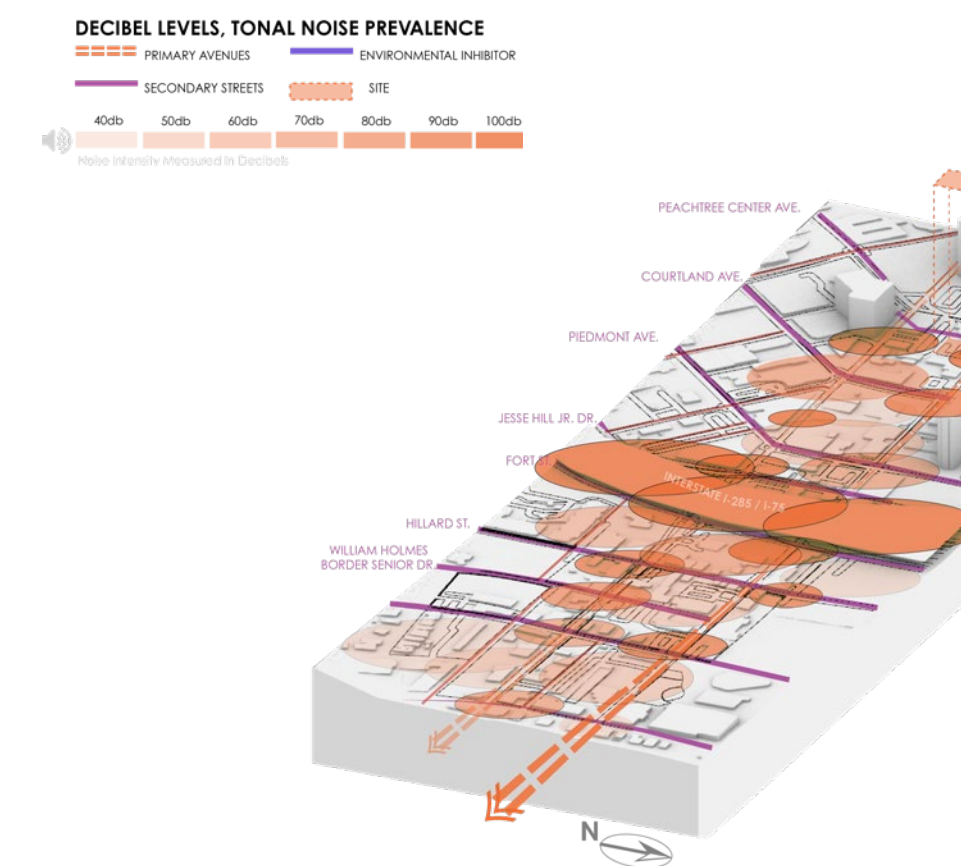 DECIBEL LEVELS, TONAL NOISE PREVALENCE
PRIMARY AVENUES
ENVIRONMENTAL INHIBITOR
SECONDARY STREETS
SITE
40db 50db 60db 70db 80db 90db 100db
Noise Intensity Measured in Decibels
PEACHTREE CENTER AVE.
COURTLAND AVE.
PIEDMONT AVE.
JESSE HILL JR. DR.
FORT ST.
INTERSTATE I-285 / I-75
HILLARD ST.
WILLIAM HOLMES
BORDER SENIOR DR.
N